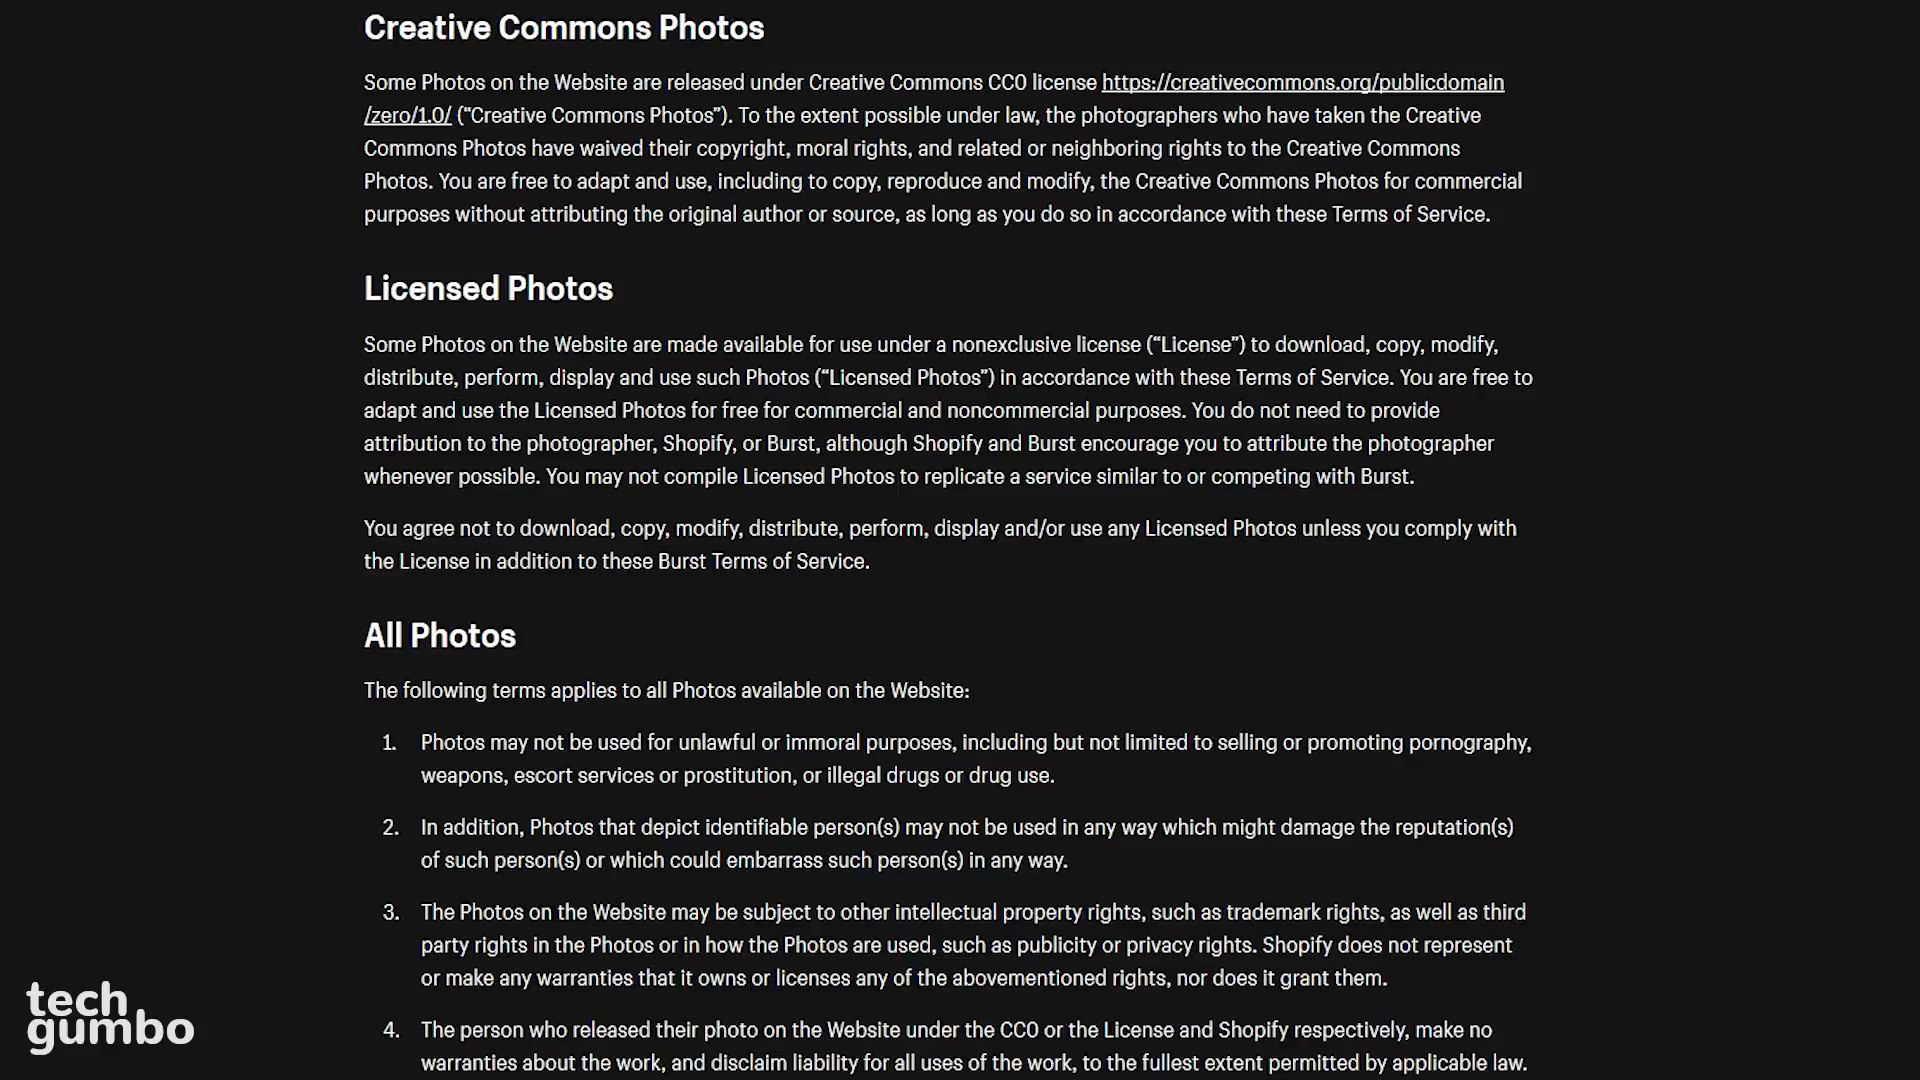 Creative Commons Photos
Some Photos on the Website are released under Creative Commons CC0 license https://creativecommons.org/publicdomain
/zero/1.0/ (“Creative Commons Photos”). To the extent possible under law, the photographers who have taken the Creative
Commons Photos have waived their copyright, moral rights, and related or neighboring rights to the Creative Commons
Photos. You are free to adapt and use, including to copy, reproduce and modify, the Creative Commons Photos for commercial
purposes without attributing the original author or source, as long as you do so in accordance with these Terms of Service.
Licensed Photos
Some Photos on the Website are made available for use under a nonexclusive license (“License”) to download, copy, modify,
distribute, perform, display and use such Photos (“Licensed Photos”) in accordance with these Terms of Service. You are free to
adapt and use the Licensed Photos for free for commercial and noncommercial purposes. You do not need to provide
attribution to the photographer, Shopify, or Burst, although Shopify and Burst encourage you to attribute the photographer
whenever possible. You may not compile Licensed Photos to replicate a service similar to or competing with Burst.
You agree not to download, copy, modify, distribute, perform, display and/or use any Licensed Photos unless you comply with
the License in addition to these Burst Terms of Service.
All Photos
The following terms applies to all Photos available on the Website:
1. Photos may not be used for unlawful or immoral purposes, including but not limited to selling or promoting pornography,
weapons, escort services or prostitution, or illegal drugs or drug use.
2. In addition, Photos that depict identifiable person(s) may not be used in any way which might damage the reputation(s)
of such person(s) or which could embarrass such person(s) in any way.
3. The Photos on the Website may be subject to other intellectual property rights, such as trademark rights, as well as third
party rights in the Photos or in how the Photos are used, such as publicity or privacy rights. Shopify does not represent
or make any warranties that it owns or licenses any of the abovementioned rights, nor does it grant them.
4. The person who released their photo on the Website under the CC0 or the License and Shopify respectively, make no
warranties about the work, and disclaim liability for all uses of the work, to the fullest extent permitted by applicable law.
tech
gumbo